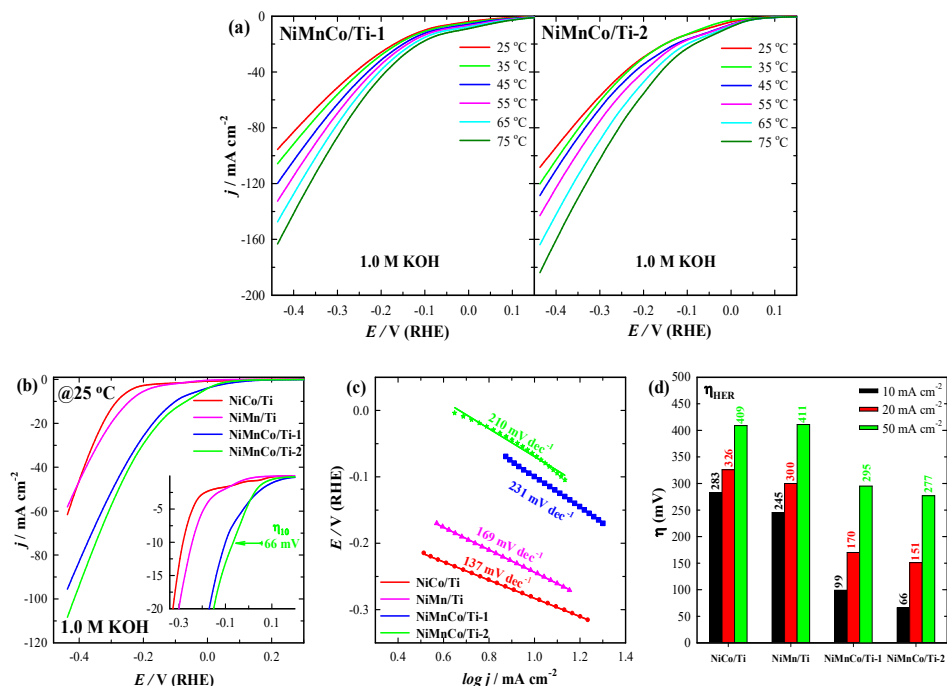 (a)
NiMnCo/Ti-1
NiMnCo/Ti-2
0
-40
-80
-120
-160
-200
j / mA cm⁻²
25 °C
35 °C
45 °C
55 °C
65 °C
75 °C
25 °C
35 °C
45 °C
55 °C
65 °C
75 °C
1.0 M KOH
1.0 M KOH
-0.4 -0.3 -0.2 -0.1 0.0 0.1
-0.4 -0.3 -0.2 -0.1 0.0 0.1
E / V (RHE)
E / V (RHE)
(b)
@25 °C
0
-20
-40
-60
-80
-100
-120
j / mA cm⁻²
NiCo/Ti
NiMn/Ti
NiMnCo/Ti-1
NiMnCo/Ti-2
-5
-10
-15
-20
η₁₀
66 mV
-0.3 -0.1 0.1
1.0 M KOH
-0.4 -0.2 0.0 0.2
E / V (RHE)
(c)
0.0
-0.1
-0.2
-0.3
E / V (RHE)
210 mV dec⁻¹
231 mV dec⁻¹
169 mV dec⁻¹
137 mV dec⁻¹
NiCo/Ti
NiMn/Ti
NiMnCo/Ti-1
NiMnCo/Ti-2
0.4 0.6 0.8 1.0 1.2 1.4
log j / mA cm⁻²
(d)
η_HER
10 mA cm⁻²
20 mA cm⁻²
50 mA cm⁻²
500
450
400
350
300
250
200
150
100
50
0
η (mV)
283 326 409
245 300 411
99 170 295
66 151 277
NiCo/Ti NiMn/Ti NiMnCo/Ti-1 NiMnCo/Ti-2